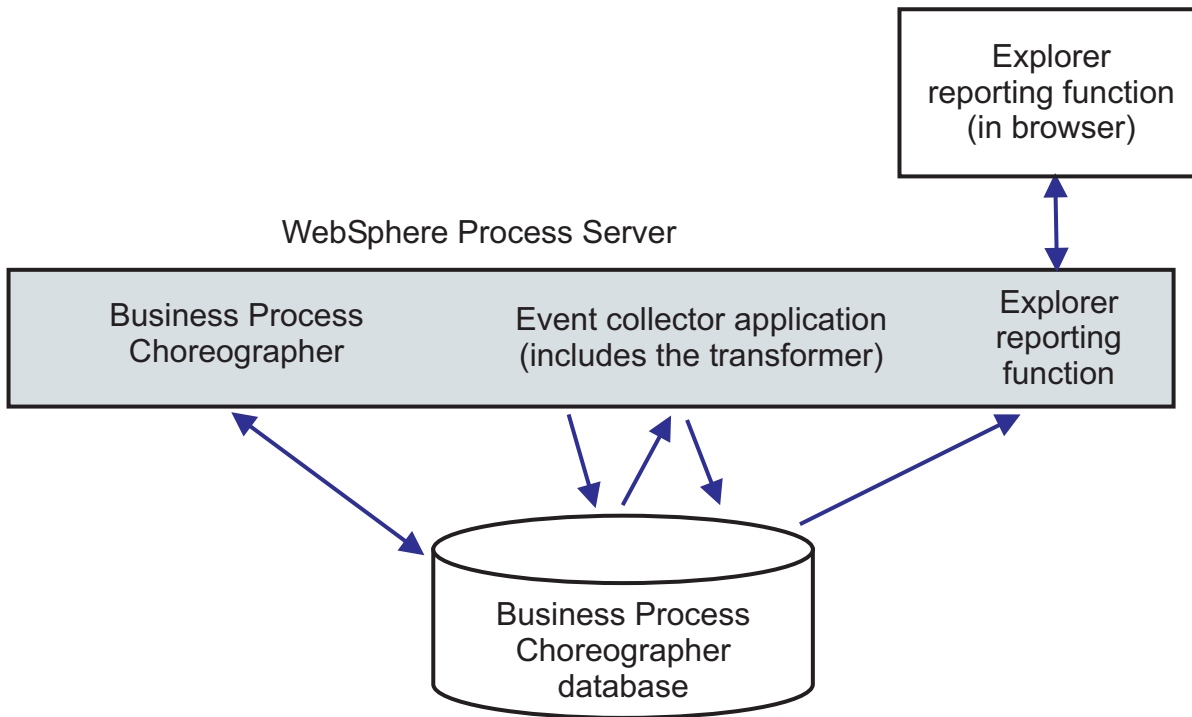 Explorer
reporting function
(in browser)
WebSphere Process Server
Business Process
Choreographer
Event collector application
(includes the transformer)
Explorer
reporting
function
Business Process
Choreographer
database